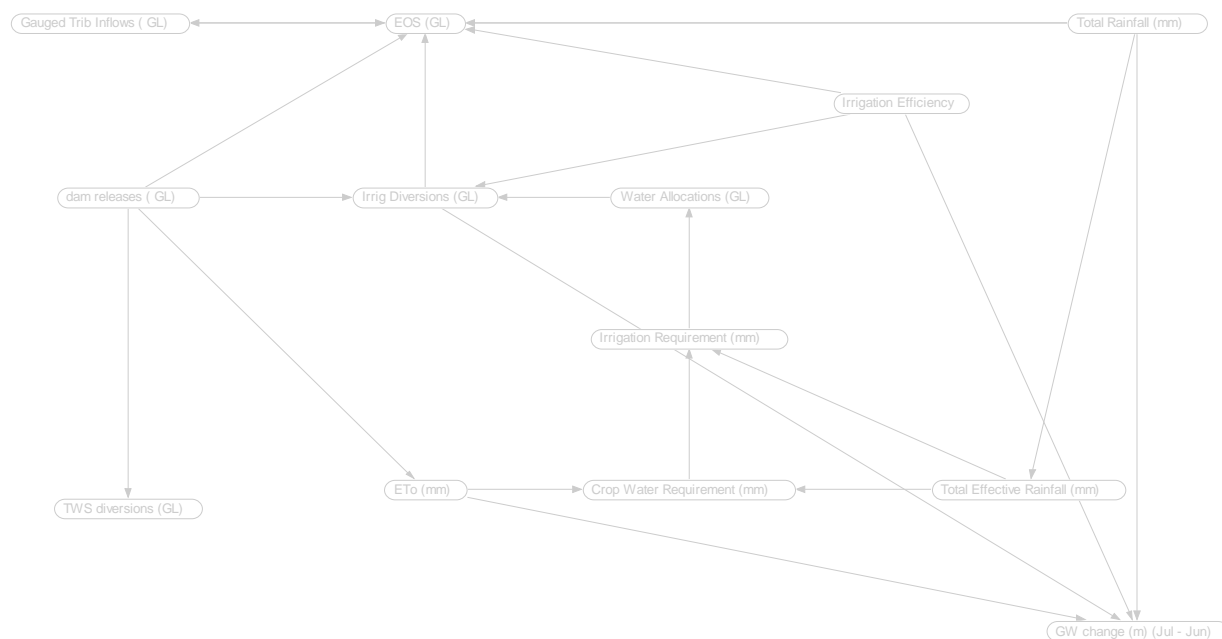 Gauged Trib Inflows ( GL)
EOS (GL)
Total Rainfall (mm)
Irrigation Efficiency
dam releases ( GL)
Irrig Diversions (GL)
Water Allocations (GL)
Irrigation Requirement (mm)
ETo (mm)
Crop Water Requirement (mm)
Total Effective Rainfall (mm)
TWS diversions (GL)
GW change (m) (Jul - Jun)